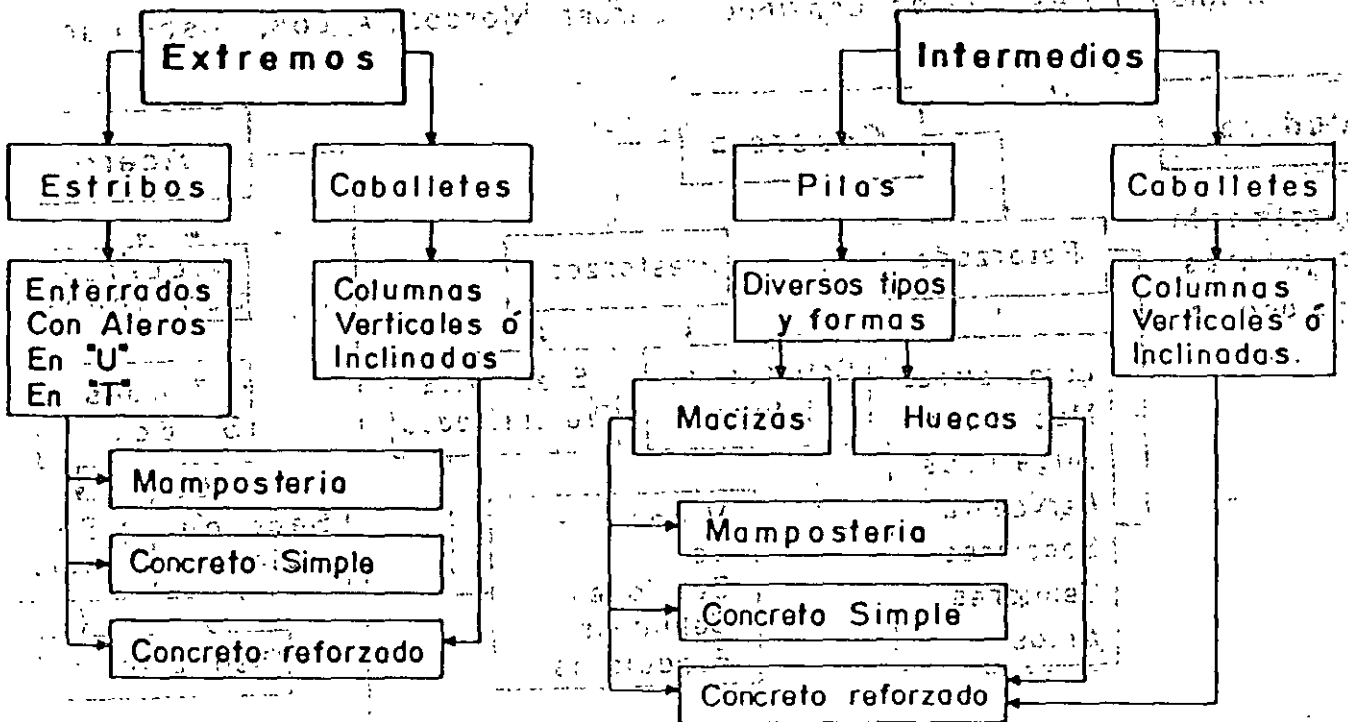 Extremos
Estribos
Caballetes
Enterrados
Con Aleros
En "U"
En "T"
Columnas
Verticales ó
Inclinadas
Mamposteria
Concreto Simple
Concreto reforzado
Intermedios
Pilas
Caballetes
Diversos tipos
y formas
Columnas
Verticales ó
Inclinadas.
Macizás
Huecas
Mamposteria
Concreto Simple
Concreto reforzado